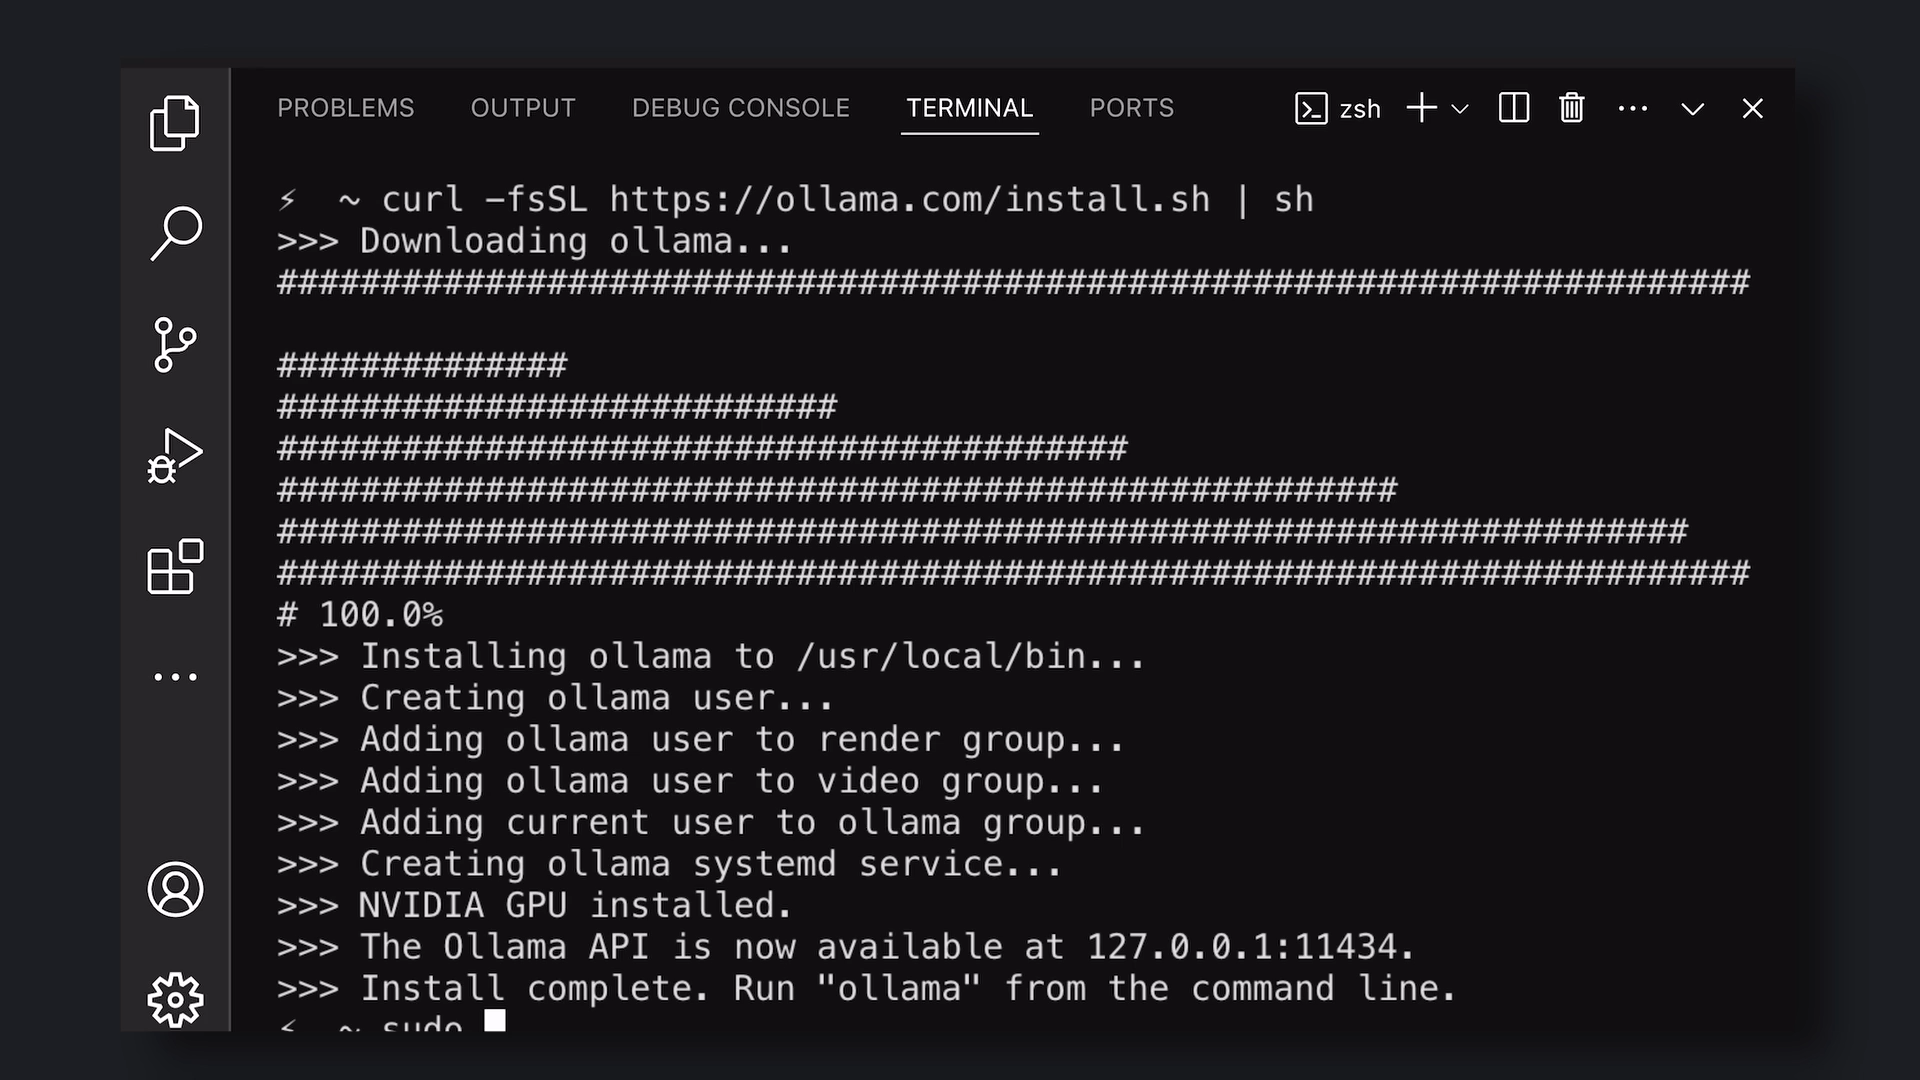 PROBLEMS OUTPUT DEBUG CONSOLE TERMINAL PORTS zsh
⚡ ~ curl -fsSL https://ollama.com/install.sh | sh
>>> Downloading ollama...
#######################################################################

##############
###########################
#########################################
######################################################
####################################################################
#######################################################################
# 100.0%
>>> Installing ollama to /usr/local/bin...
>>> Creating ollama user...
>>> Adding ollama user to render group...
>>> Adding ollama user to video group...
>>> Adding current user to ollama group...
>>> Creating ollama systemd service...
>>> NVIDIA GPU installed.
>>> The Ollama API is now available at 127.0.0.1:11434.
>>> Install complete. Run "ollama" from the command line.
⚡ ~ sudo